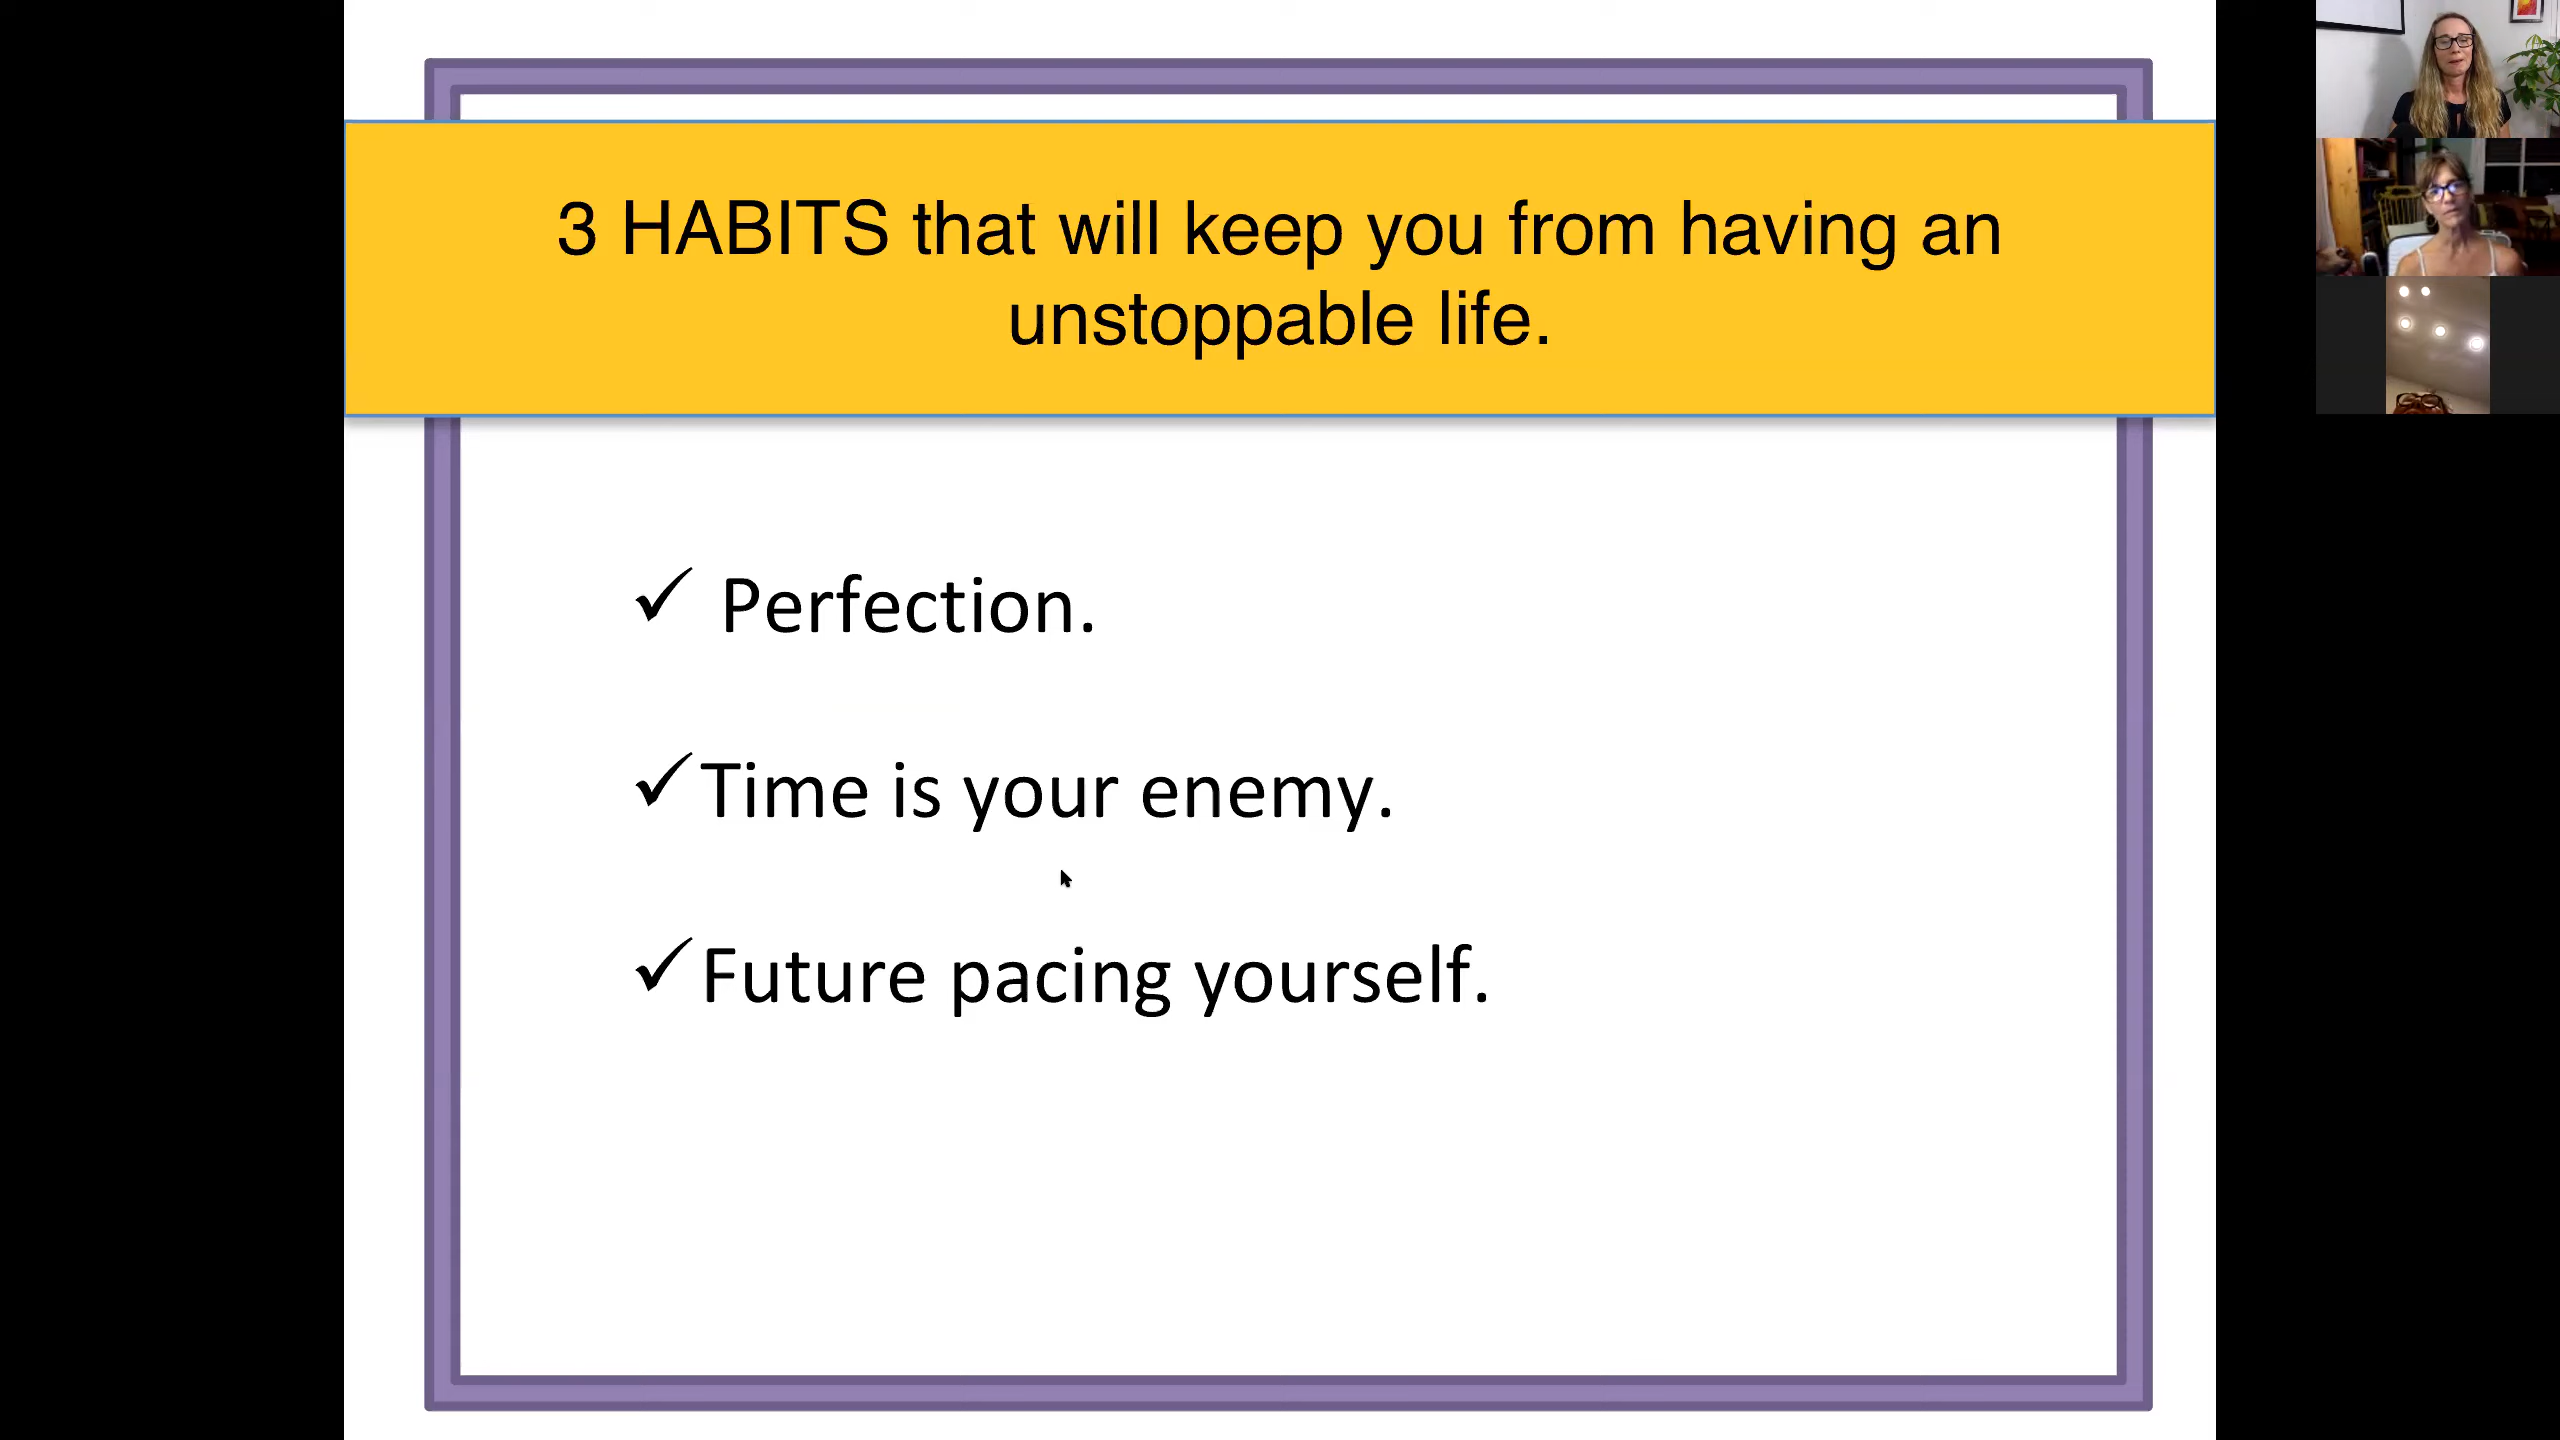 3 HABITS that will keep you from having an
unstoppable life.
✓ Perfection.
✓ Time is your enemy.
✓ Future pacing yourself.